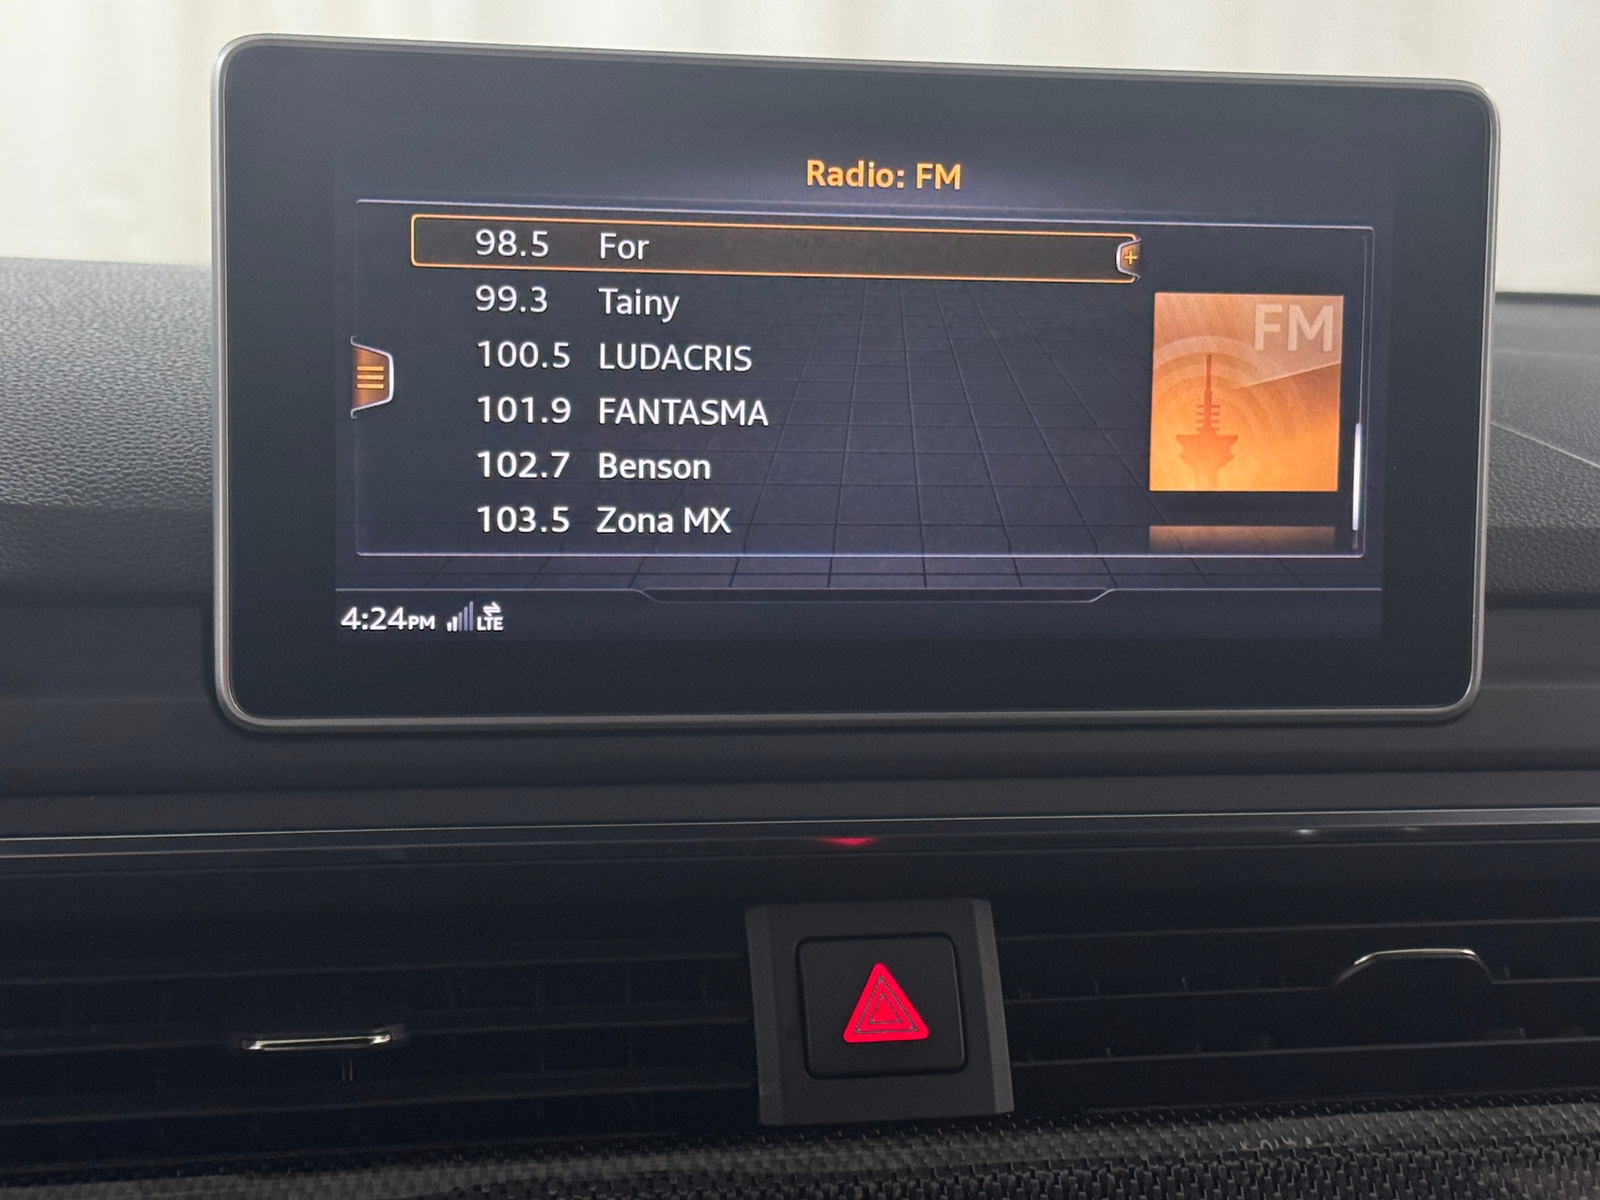 Radio: FM
98.5 For
99.3 Tainy
100.5 LUDACRIS
101.9 FANTASMA
102.7 Benson
103.5 Zona MX
FM
4:24PM LTE